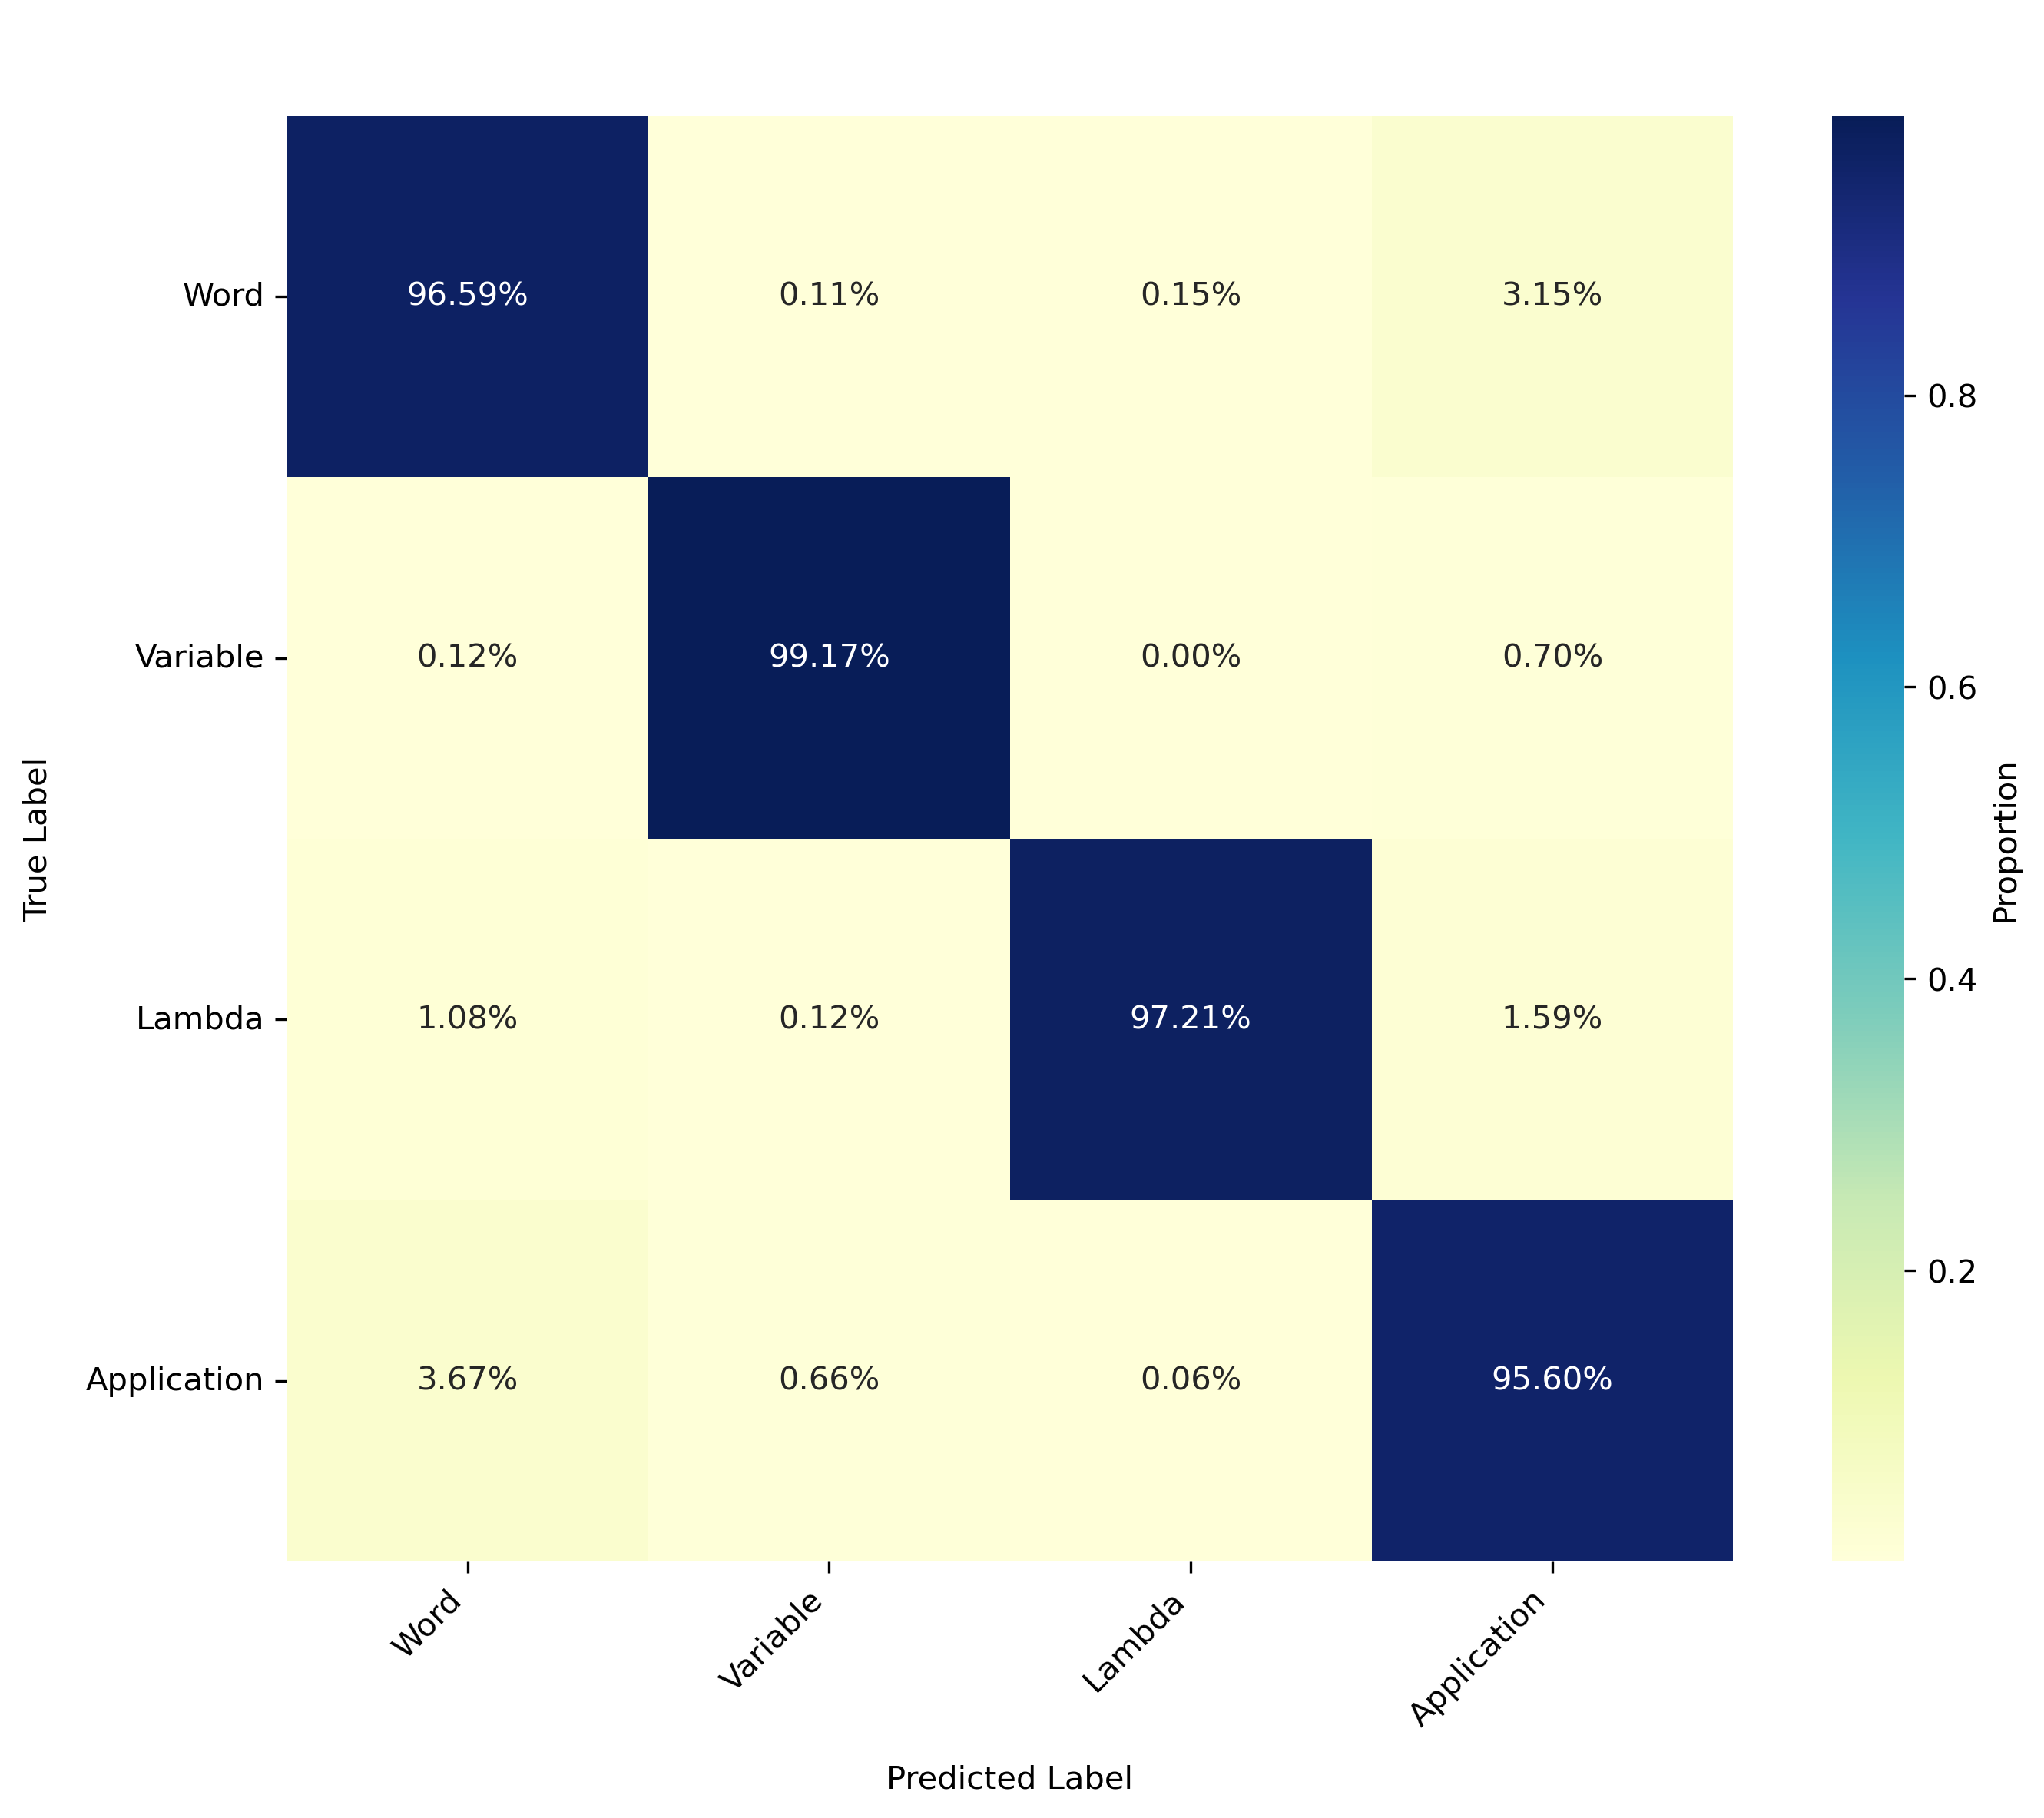 Word 96.59% 0.11% 0.15% 3.15%
Variable 0.12% 99.17% 0.00% 0.70%
Lambda 1.08% 0.12% 97.21% 1.59%
Application 3.67% 0.66% 0.06% 95.60%
True Label
Word Variable Lambda Application
Predicted Label
0.8
0.6
0.4
0.2
Proportion